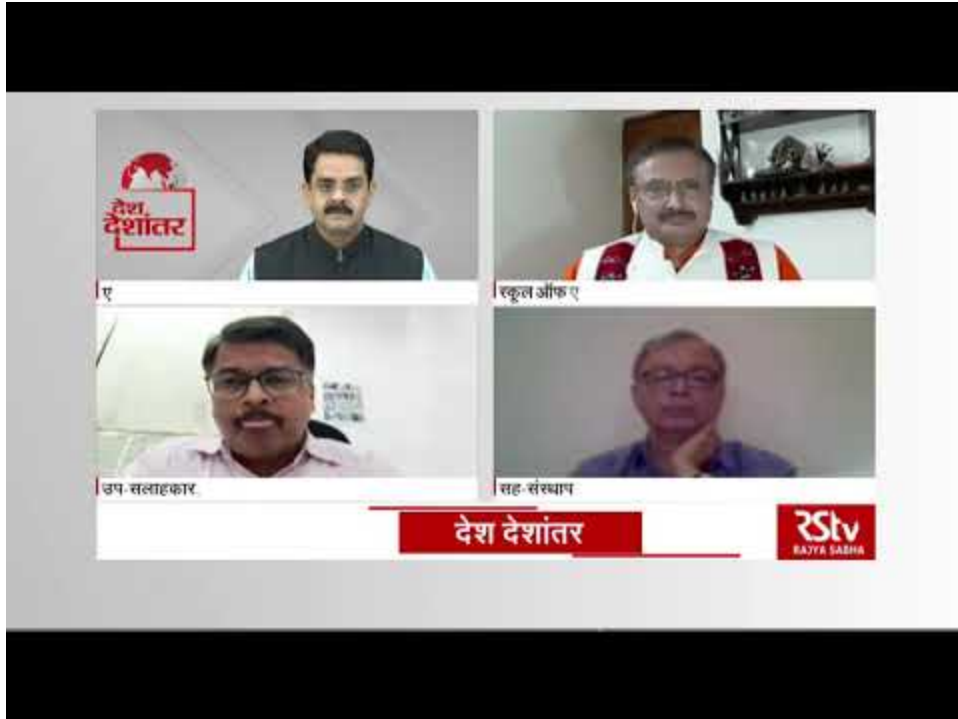 देश
देशांतर
ए
स्कूल ऑफ ए
उप-सलाहकार
सह-संस्थाप
देश देशांतर
RStv
RAJYA SABHA